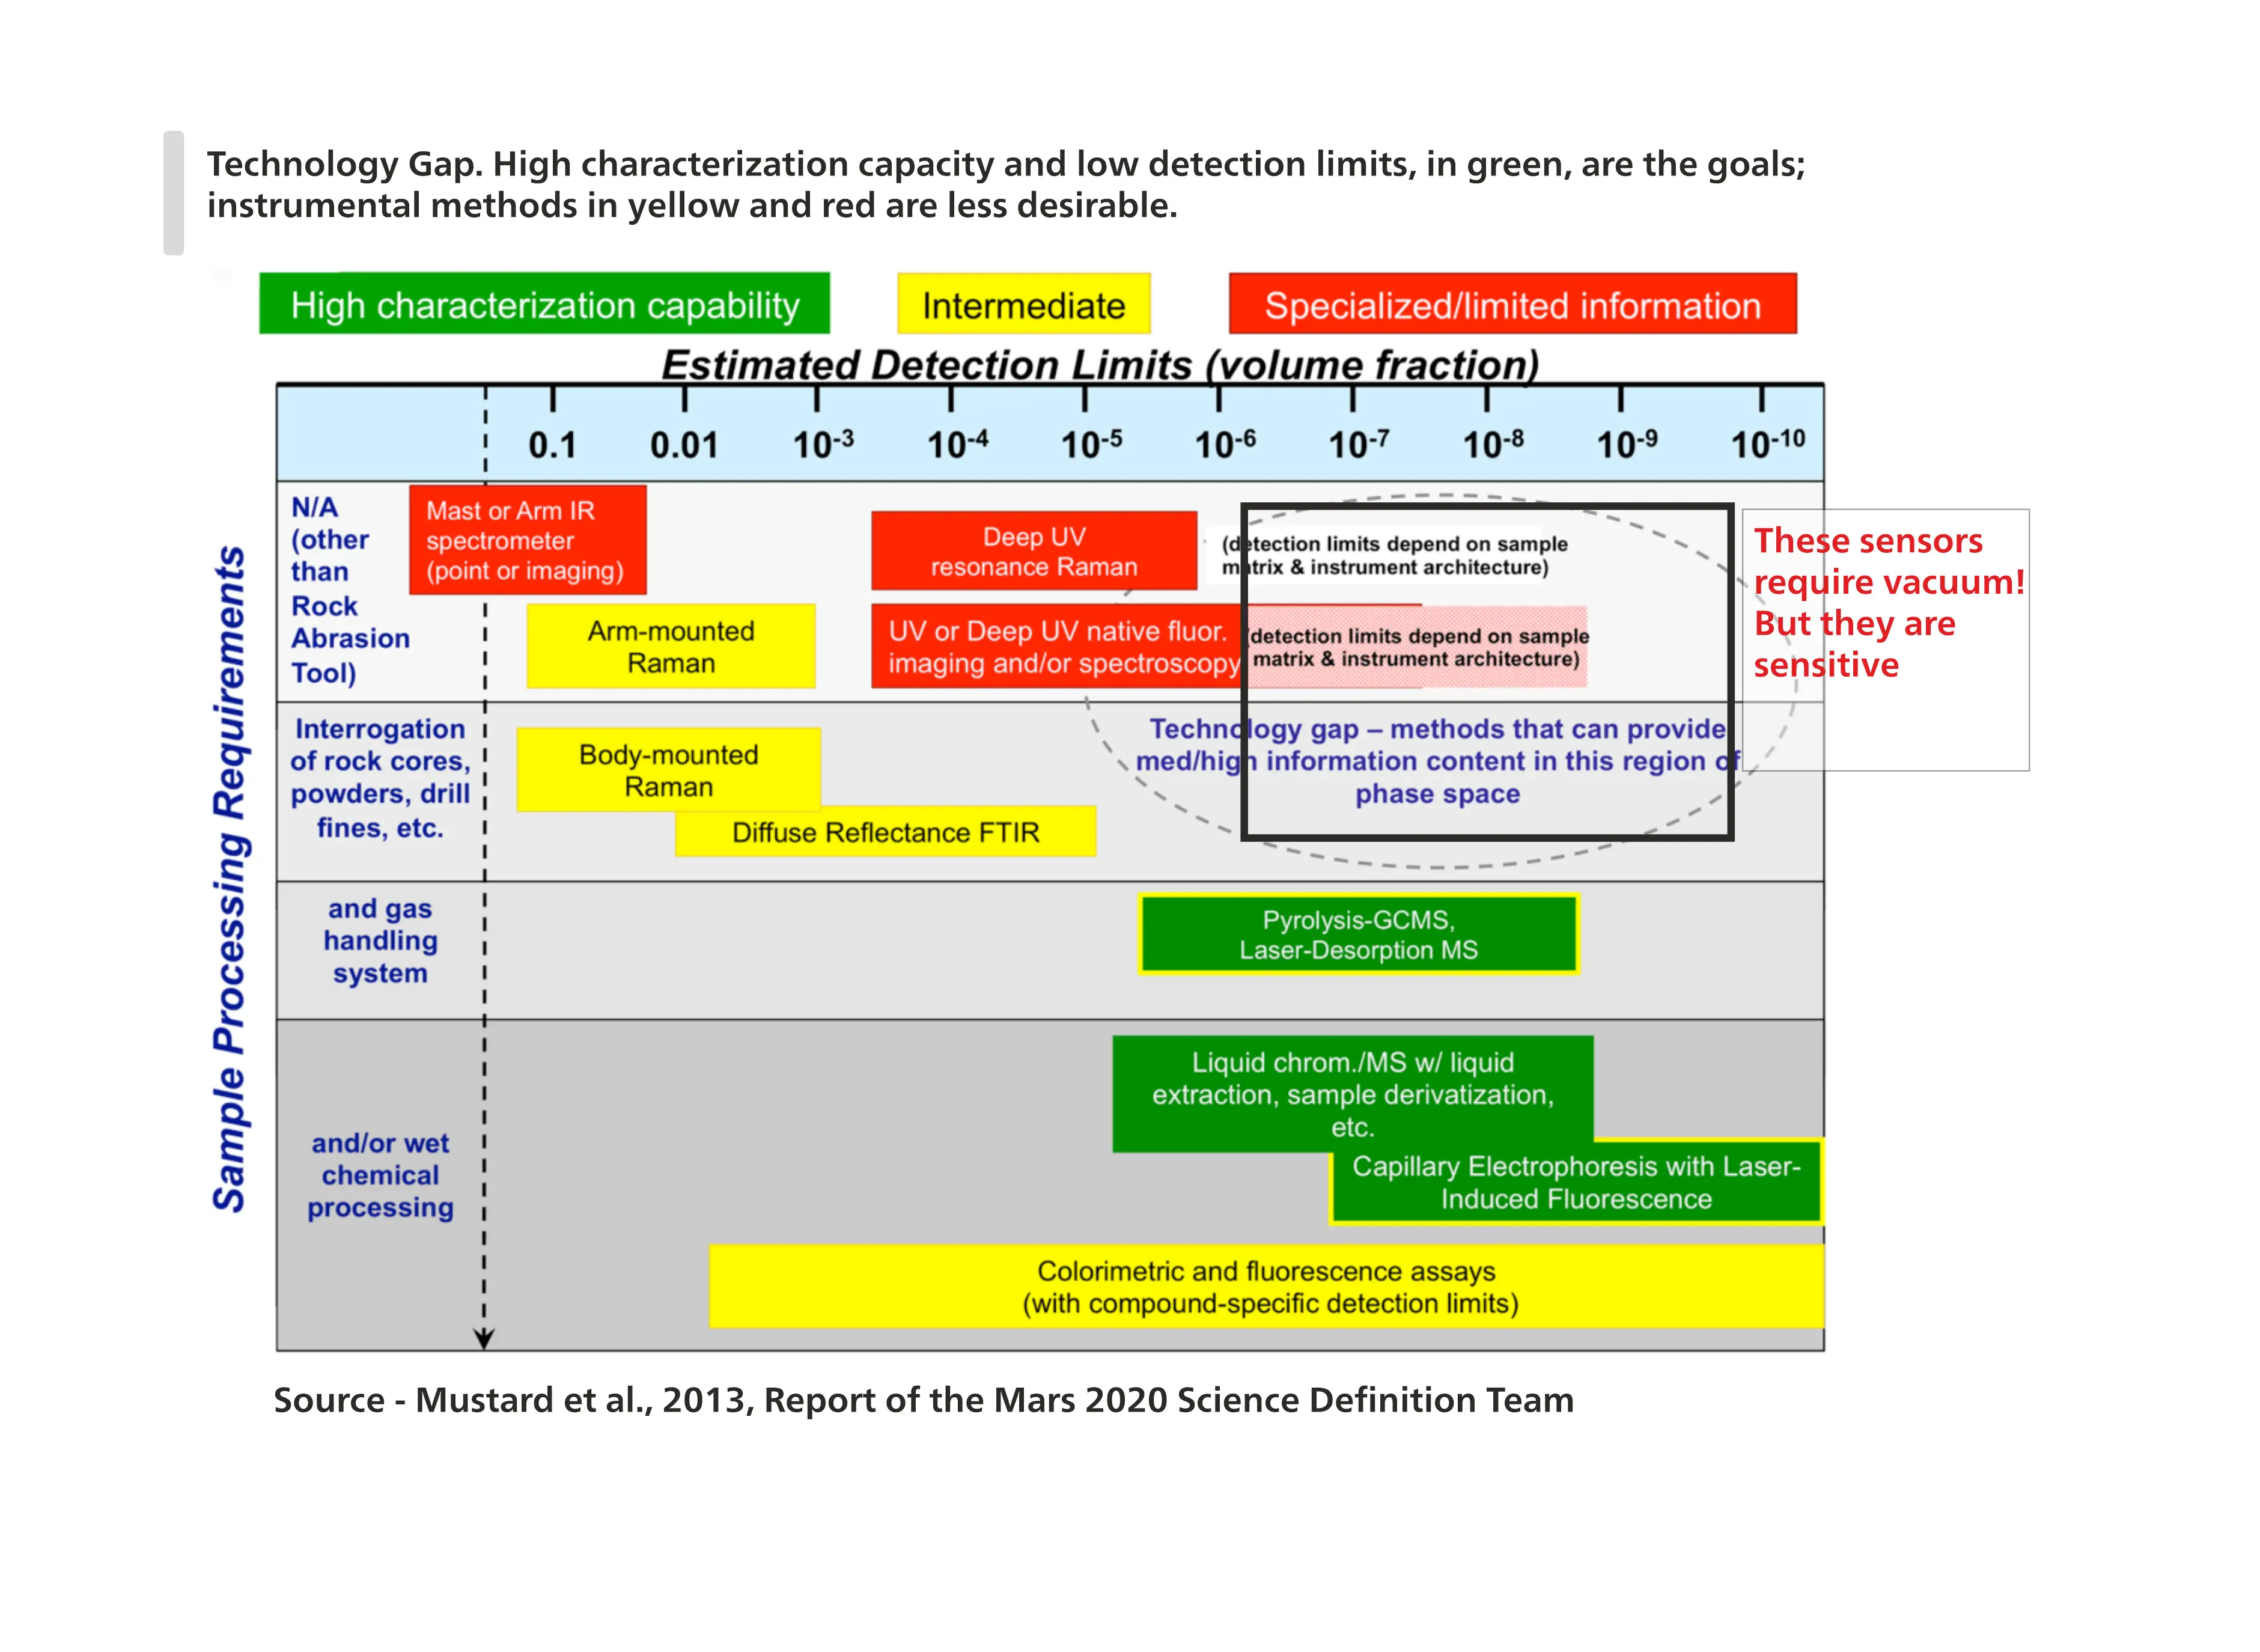 Technology Gap. High characterization capacity and low detection limits, in green, are the goals;
instrumental methods in yellow and red are less desirable.
High characterization capability
Intermediate
Specialized/limited information
Estimated Detection Limits (volume fraction)
0.1
0.01
10⁻³
10⁻⁴
10⁻⁵
10⁻⁶
10⁻⁷
10⁻⁸
10⁻⁹
10⁻¹⁰
Sample Processing Requirements
N/A
(other
than
Rock
Abrasion
Tool)
Mast or Arm IR
spectrometer
(point or imaging)
Deep UV
resonance Raman
(detection limits depend on sample
matrix & instrument architecture)
Arm-mounted
Raman
UV or Deep UV native fluor.
imaging and/or spectroscopy
(detection limits depend on sample
matrix & instrument architecture)
These sensors
require vacuum!
But they are
sensitive
Interrogation
of rock cores,
powders, drill
fines, etc.
Body-mounted
Raman
Diffuse Reflectance FTIR
Technology gap – methods that can provide
med/high information content in this region of
phase space
and gas
handling
system
Pyrolysis-GCMS,
Laser-Desorption MS
and/or wet
chemical
processing
Liquid chrom./MS w/ liquid
extraction, sample derivatization,
etc.
Capillary Electrophoresis with Laser-
Induced Fluorescence
Colorimetric and fluorescence assays
(with compound-specific detection limits)
Source - Mustard et al., 2013, Report of the Mars 2020 Science Definition Team